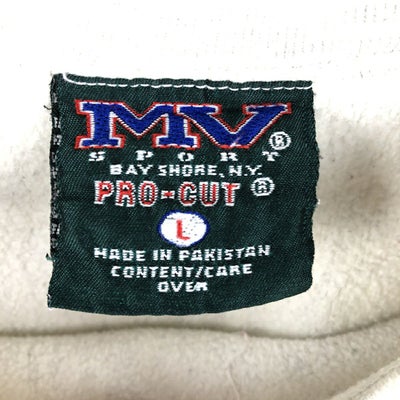 MV®
SPORT
BAY SHORE, N.Y.
PRO-CUT®
L
MADE IN PAKISTAN
CONTENT/CARE
OVER